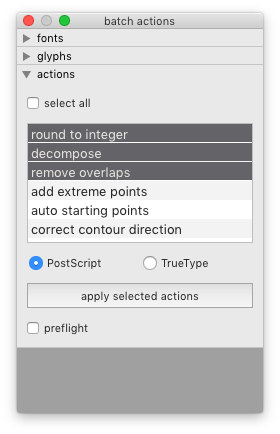 batch actions
fonts
glyphs
actions
select all
round to integer
decompose
remove overlaps
add extreme points
auto starting points
correct contour direction
PostScript TrueType
apply selected actions
preflight